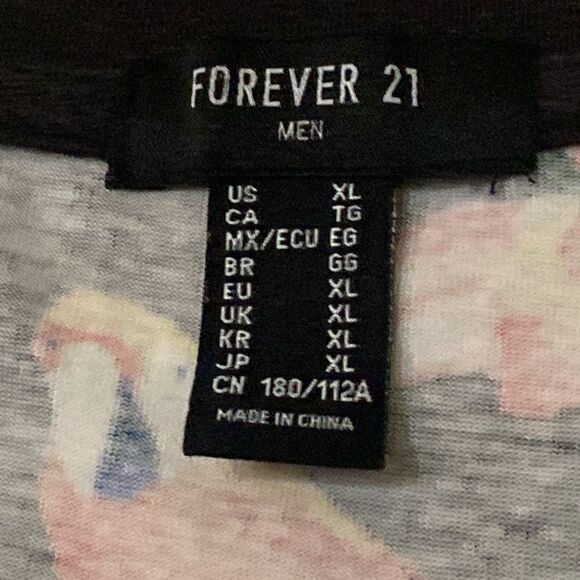 FOREVER 21
MEN
US XL
CA TG
MX/ECU EG
BR GG
EU XL
UK XL
KR XL
JP XL
CN 180/112A
MADE IN CHINA